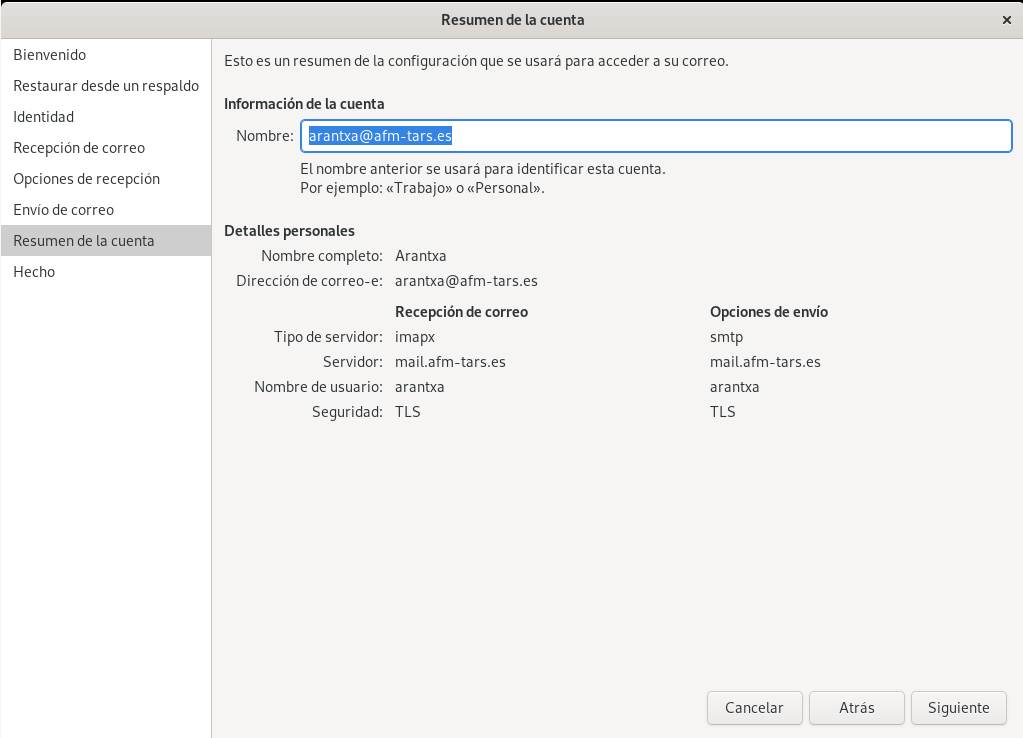 Resumen de la cuenta
Bienvenido
Restaurar desde un respaldo
Identidad
Recepción de correo
Opciones de recepción
Envío de correo
Resumen de la cuenta
Hecho
Esto es un resumen de la configuración que se usará para acceder a su correo.
Información de la cuenta
Nombre: arantxa@afm-tars.es
El nombre anterior se usará para identificar esta cuenta.
Por ejemplo: «Trabajo» o «Personal».
Detalles personales
Nombre completo: Arantxa
Dirección de correo-e: arantxa@afm-tars.es
Recepción de correo Opciones de envío
Tipo de servidor: imapx smtp
Servidor: mail.afm-tars.es mail.afm-tars.es
Nombre de usuario: arantxa arantxa
Seguridad: TLS TLS
Cancelar Atrás Siguiente